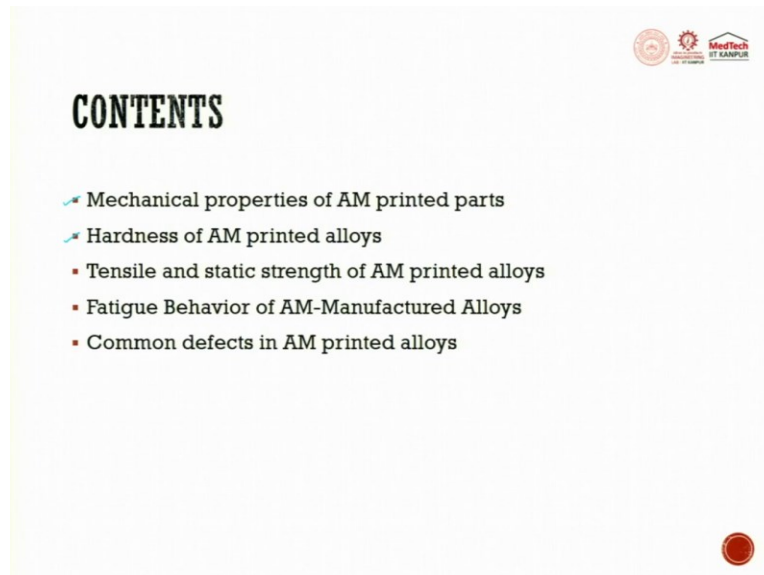 MedTech
IIT KANPUR
CONTENTS
Mechanical properties of AM printed parts
Hardness of AM printed alloys
Tensile and static strength of AM printed alloys
Fatigue Behavior of AM-Manufactured Alloys
Common defects in AM printed alloys